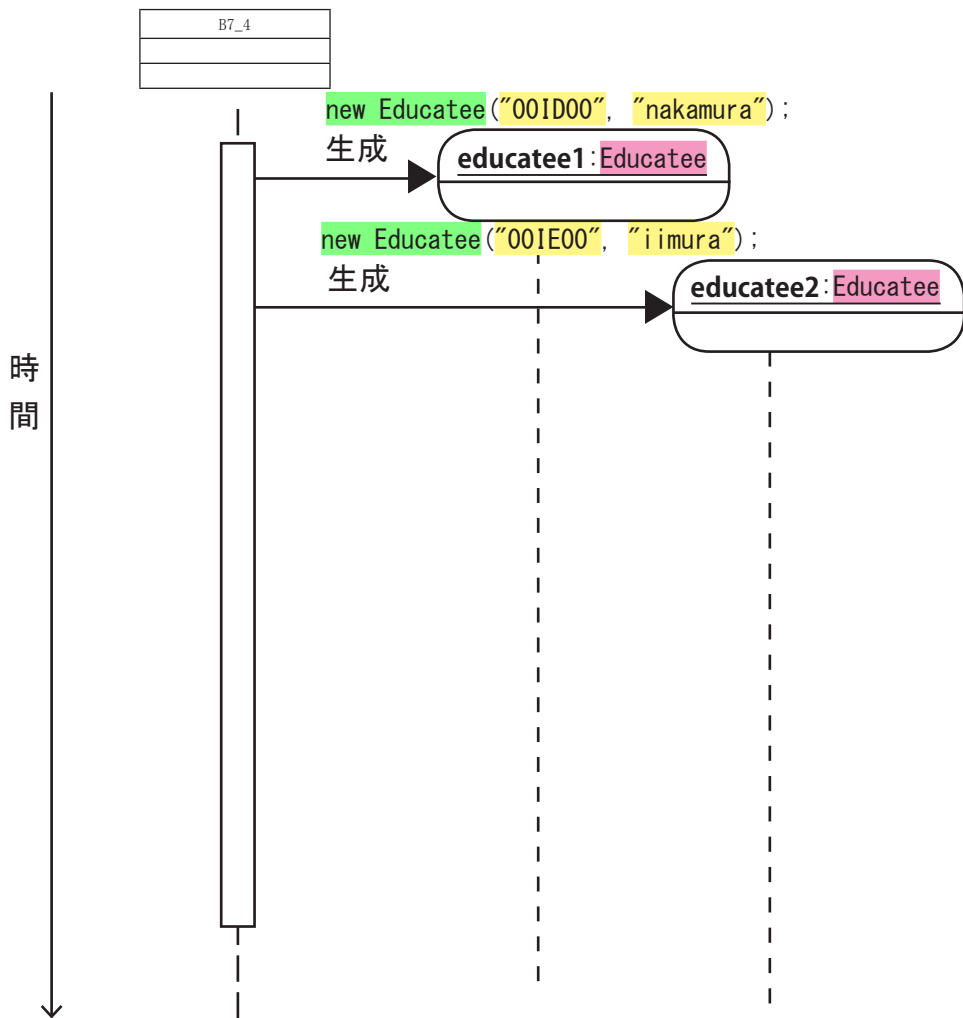 B7_4
new Educatee("00ID00", "nakamura");
生成
educatee1:Educatee
new Educatee("00IE00", "iimura");
生成
educatee2:Educatee
時間